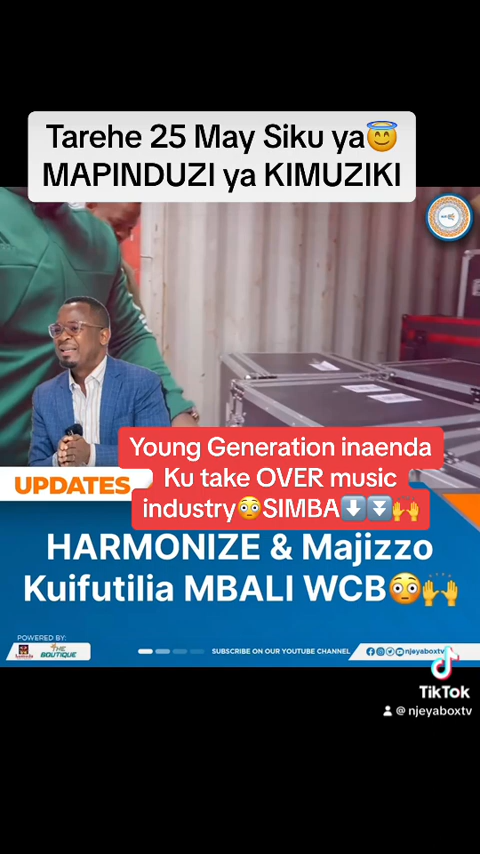 Tarehe 25 May Siku ya😇
MAPINDUZI ya KIMUZIKI
Young Generation inaenda
Ku take OVER music
industry😳SIMBA⬇️⏬🙌
UPDATES
HARMONIZE & Majizzo
Kuifutilia MBALI WCB😳🙌
POWERED BY:
THE
BOUTIQUE
SUBSCRIBE ON OUR YOUTUBE CHANNEL
njeyaboxtv
TikTok
@ njeyaboxtv